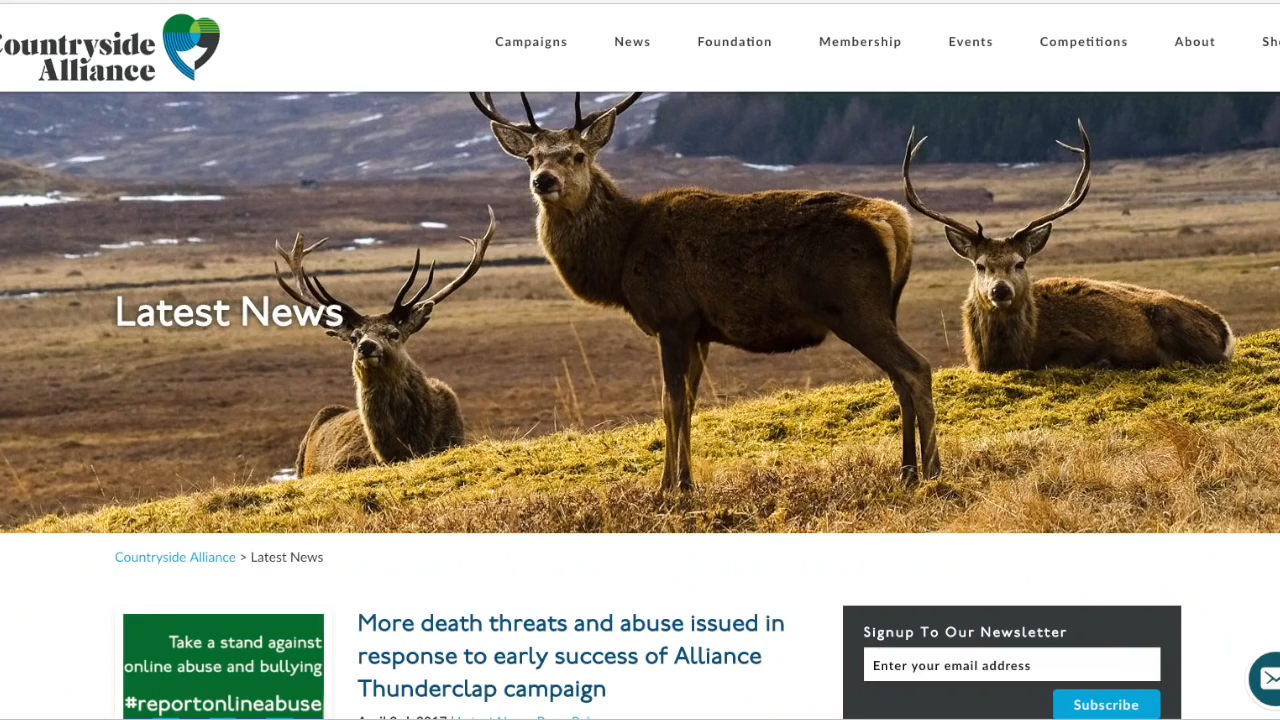 Countryside
Alliance
Campaigns News Foundation Membership Events Competitions About
Latest News
Countryside Alliance > Latest News
Take a stand against
online abuse and bullying
#reportonlineabuse
More death threats and abuse issued in
response to early success of Alliance
Thunderclap campaign
Signup To Our Newsletter
Enter your email address
Subscribe